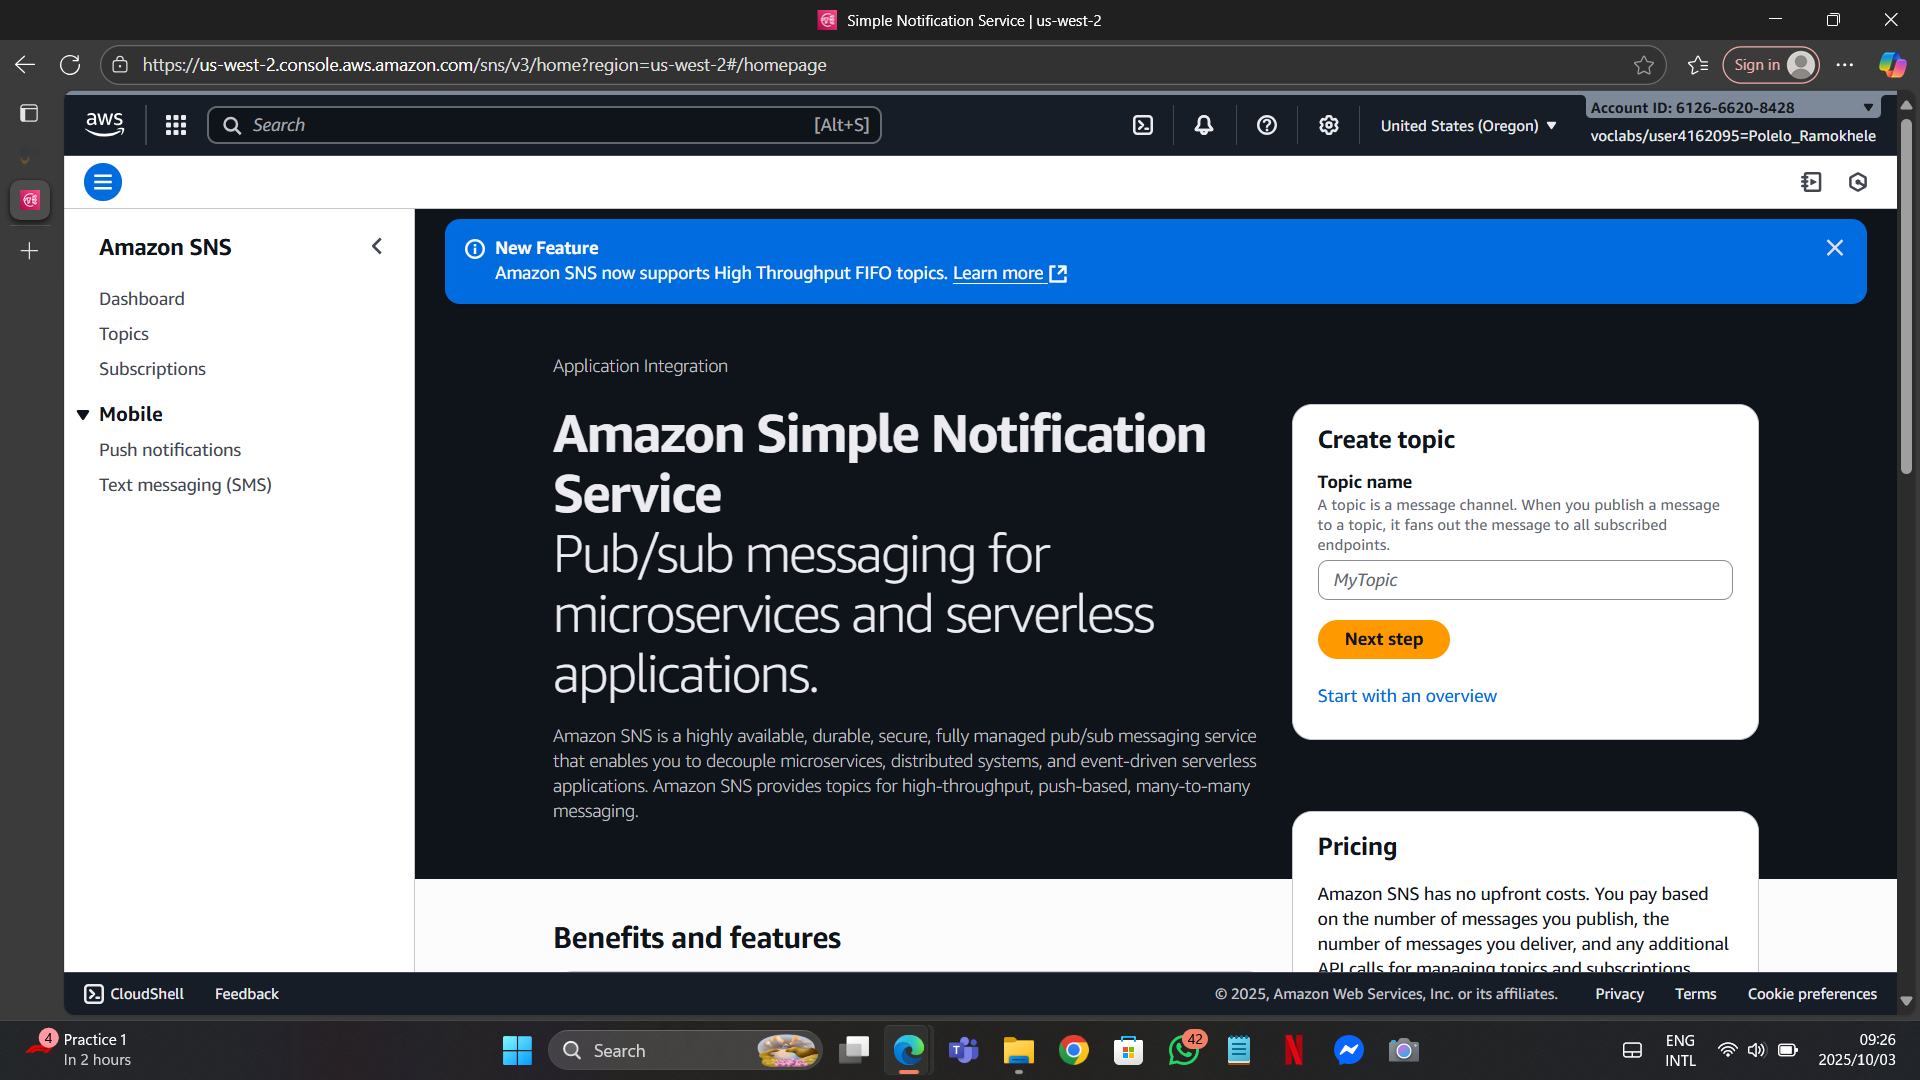 Simple Notification Service | us-west-2
https://us-west-2.console.aws.amazon.com/sns/v3/home?region=us-west-2#/homepage
Sign in
aws
Search
[Alt+S]
United States (Oregon)
Account ID: 6126-6620-8428
voclabs/user4162095=Polelo_Ramokhele
Amazon SNS
Dashboard
Topics
Subscriptions
Mobile
Push notifications
Text messaging (SMS)
New Feature
Amazon SNS now supports High Throughput FIFO topics. Learn more
Application Integration
Amazon Simple Notification
Service
Pub/sub messaging for
microservices and serverless
applications.
Amazon SNS is a highly available, durable, secure, fully managed pub/sub messaging service
that enables you to decouple microservices, distributed systems, and event-driven serverless
applications. Amazon SNS provides topics for high-throughput, push-based, many-to-many
messaging.
Create topic
Topic name
A topic is a message channel. When you publish a message
to a topic, it fans out the message to all subscribed
endpoints.
MyTopic
Next step
Start with an overview
Pricing
Amazon SNS has no upfront costs. You pay based
on the number of messages you publish, the
number of messages you deliver, and any additional
API calls for managing topics and subscriptions.
Benefits and features
CloudShell
Feedback
© 2025, Amazon Web Services, Inc. or its affiliates.
Privacy
Terms
Cookie preferences
4
Practice 1
In 2 hours
Search
42
ENG
INTL
09:26
2025/10/03